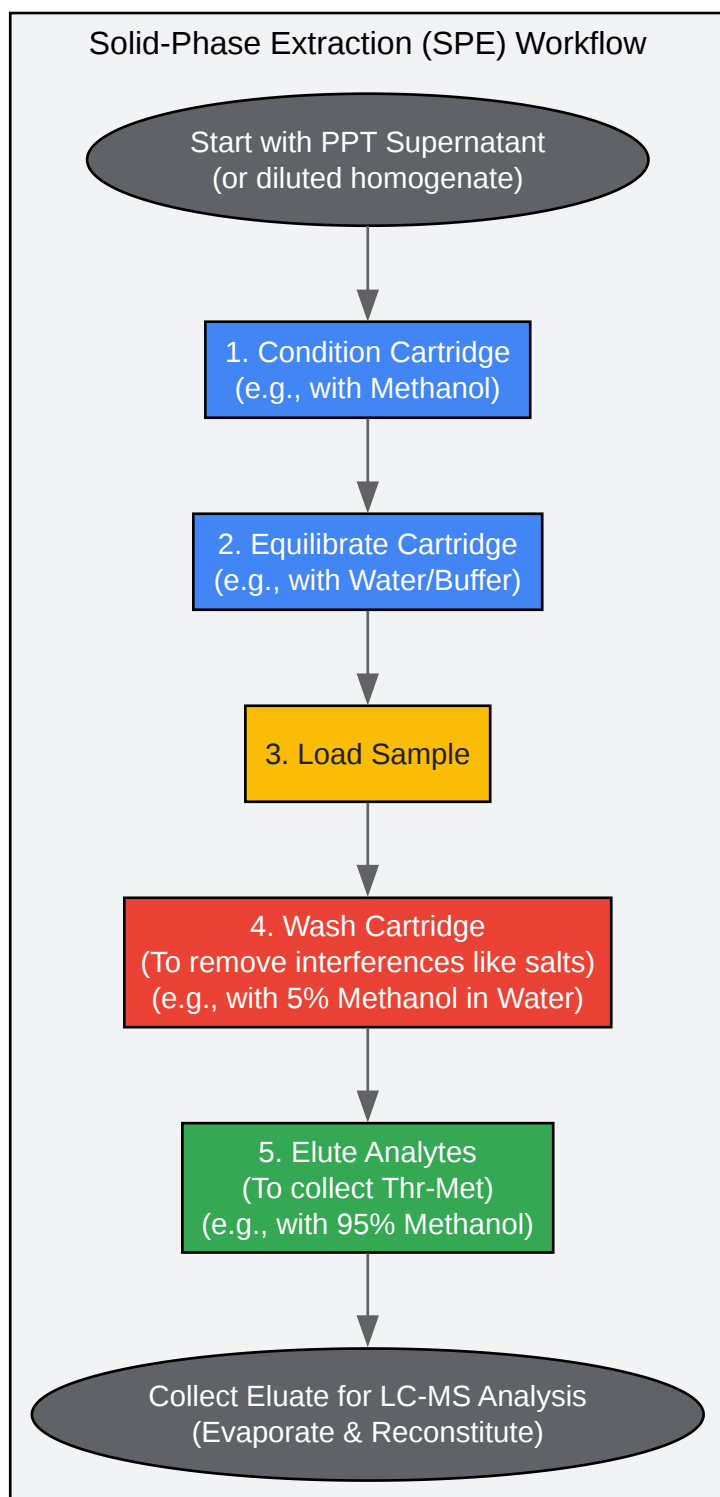 Solid-Phase Extraction (SPE) Workflow
Start with PPT Supernatant
(or diluted homogenate)
1. Condition Cartridge
(e.g., with Methanol)
2. Equilibrate Cartridge
(e.g., with Water/Buffer)
3. Load Sample
4. Wash Cartridge
(To remove interferences like salts)
(e.g., with 5% Methanol in Water)
5. Elute Analytes
(To collect Thr-Met)
(e.g., with 95% Methanol)
Collect Eluate for LC-MS Analysis
(Evaporate & Reconstitute)